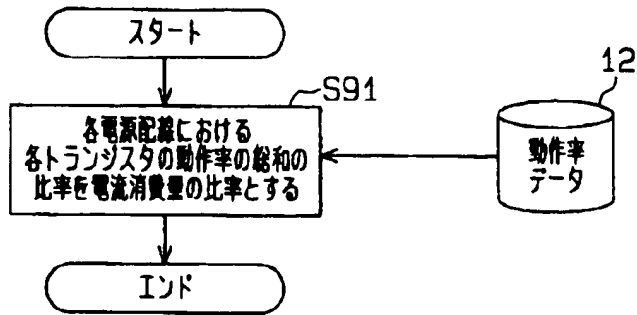 スタート
S91
各電源配線における
各トランジスタの動作率の総和の
比率を電流消費量の比率とする
12
動作率
データ
エンド